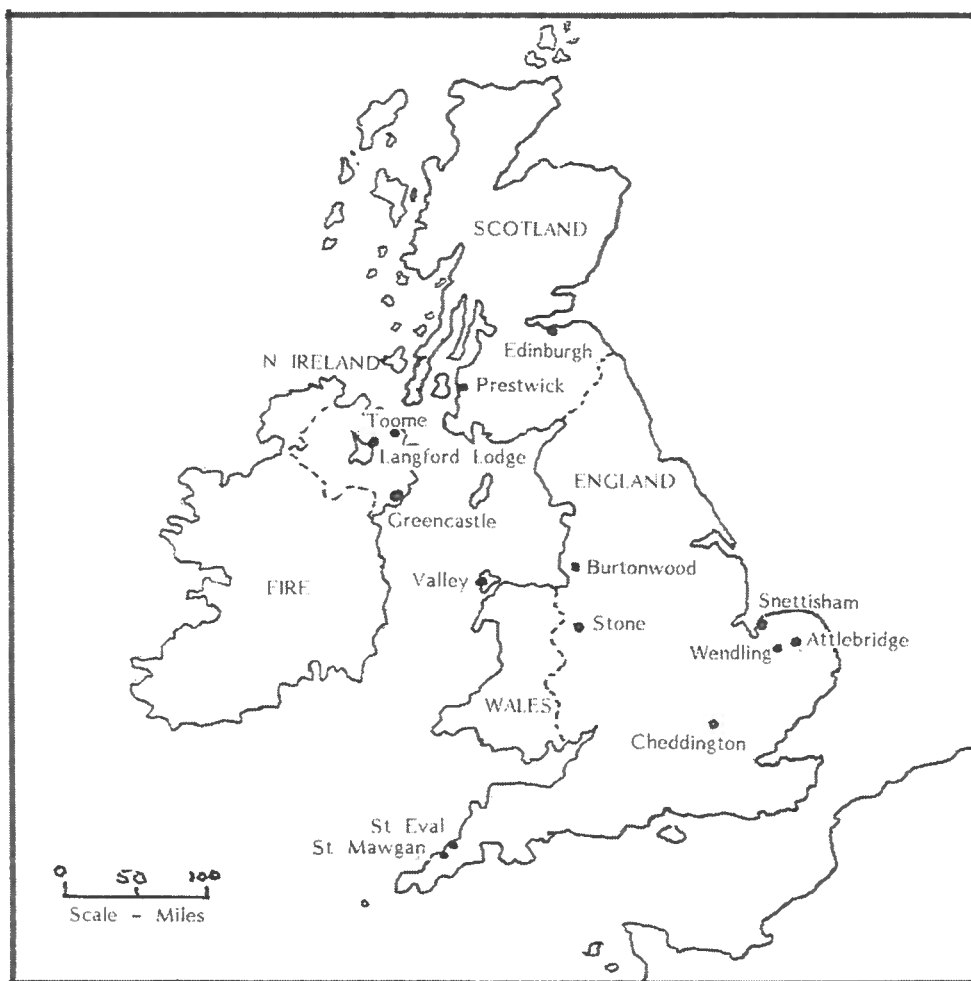 SCOTLAND
Edinburgh
N IRELAND
Prestwick
Toome
Langford Lodge
ENGLAND
Greencastle
Burtonwood
Valley
EIRE
Snettisham
Stone
Attlebridge
Wendling
WALES
Cheddington
St Eval
St Mawgan
0 50 100
Scale - Miles